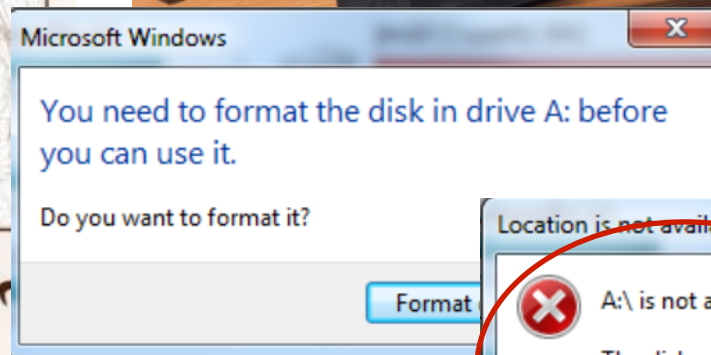 Microsoft Windows
You need to format the disk in drive A: before
you can use it.
Do you want to format it?
Format
Location is not
A:\ is not